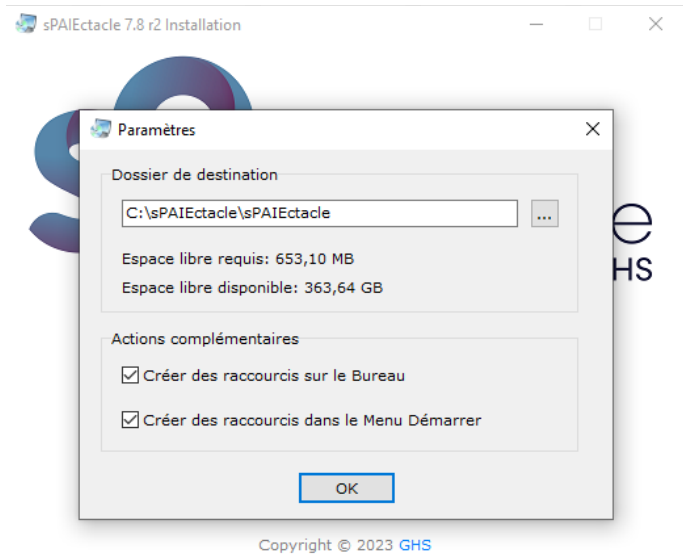 sPAIEctacle 7.8 r2 Installation
Paramètres
Dossier de destination
C:\sPAIEctacle\sPAIEctacle
...
Espace libre requis: 653,10 MB
Espace libre disponible: 363,64 GB
Actions complémentaires
Créer des raccourcis sur le Bureau
Créer des raccourcis dans le Menu Démarrer
OK
e
HS
Copyright © 2023 GHS